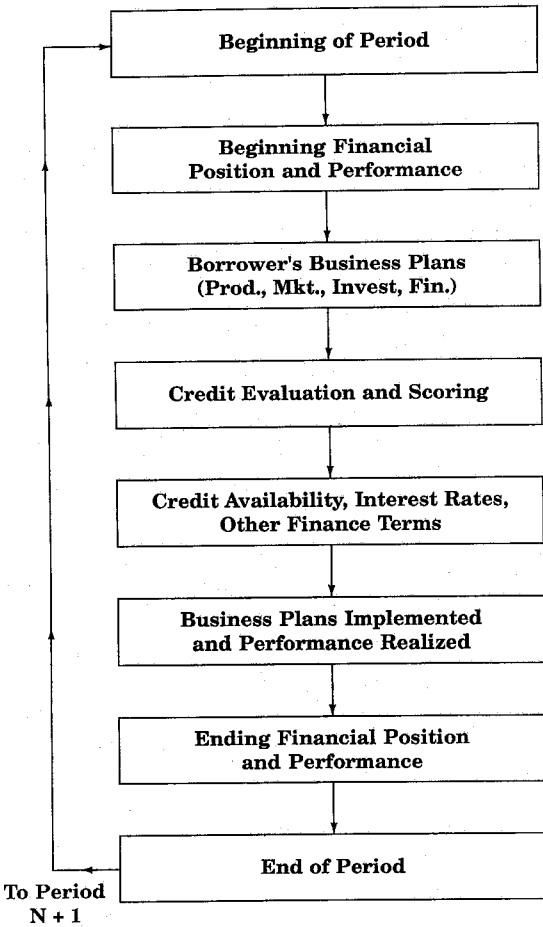 Beginning of Period
Beginning Financial
Position and Performance
Borrower's Business Plans
(Prod., Mkt., Invest, Fin.)
Credit Evaluation and Scoring
Credit Availability, Interest Rates,
Other Finance Terms
Business Plans Implemented
and Performance Realized
Ending Financial Position
and Performance
End of Period
To Period
N + 1